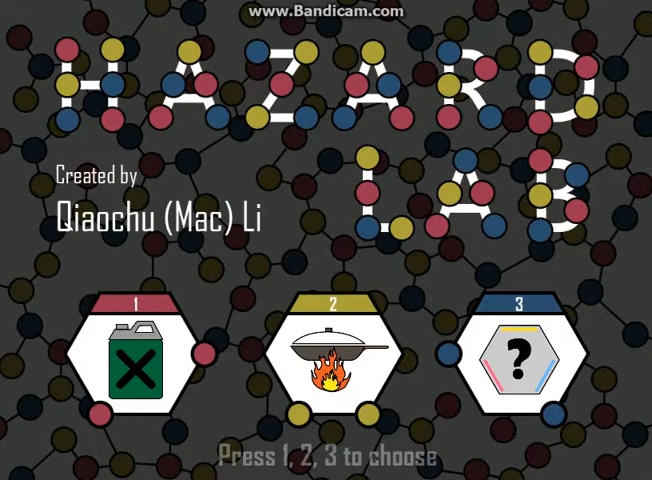 www.Bandicam.com
HAZARD
LAB
Created by
Qiaochu (Mac) Li
1
2
3
?
Press 1, 2, 3 to choose